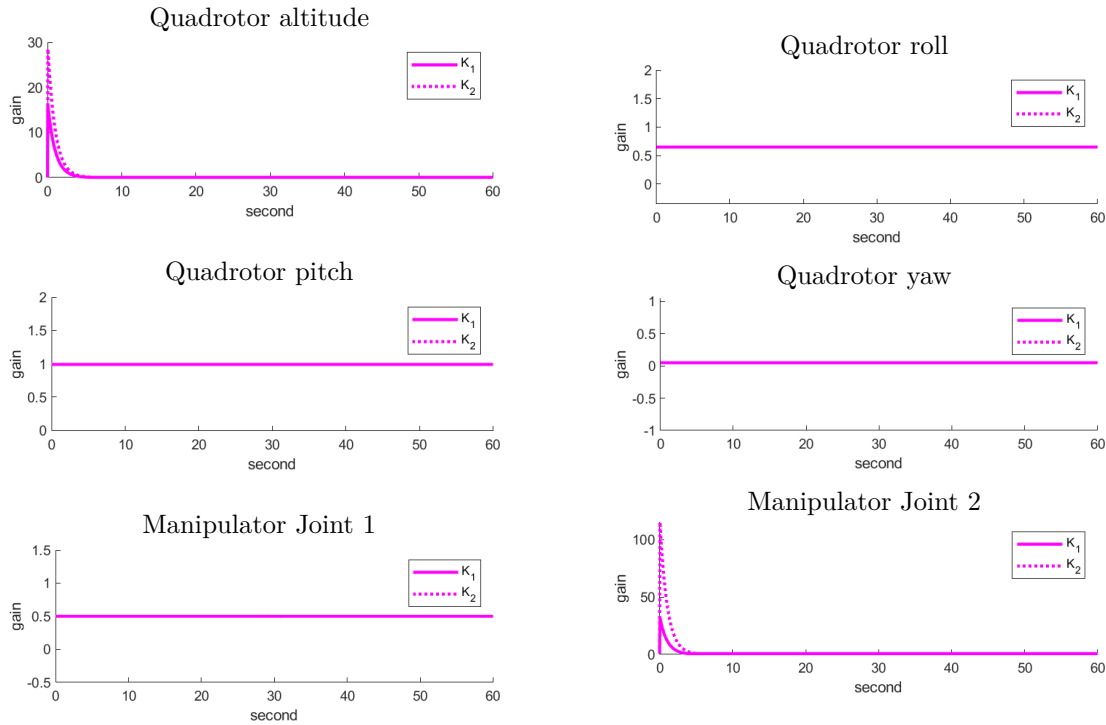 Quadrotor altitude
30
20
10
0
gain
K1
K2
0 10 20 30 40 50 60
second
Quadrotor roll
2
1.5
1
0.5
0
gain
K1
K2
0 10 20 30 40 50 60
second
Quadrotor pitch
2
1.5
1
0.5
0
gain
K1
K2
0 10 20 30 40 50 60
second
Quadrotor yaw
1
0.5
0
-0.5
-1
gain
K1
K2
0 10 20 30 40 50 60
second
Manipulator Joint 1
1.5
1
0.5
0
-0.5
gain
K1
K2
0 10 20 30 40 50 60
second
Manipulator Joint 2
100
50
0
gain
K1
K2
0 10 20 30 40 50 60
second